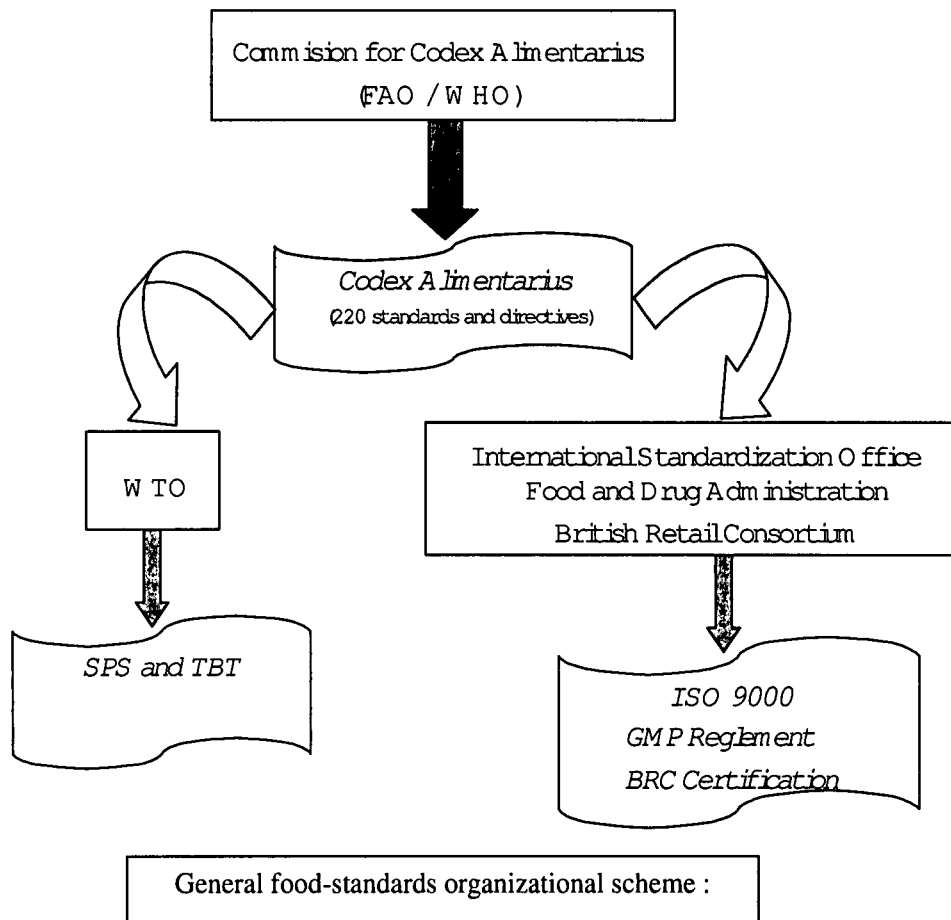 Commision for Codex Alimentarius
(FAO / WHO)
Codex Alimentarius
(220 standards and directives)
WTO
International Standardization Office
Food and Drug Administration
British Retail Consortium
SPS and TBT
ISO 9000
GMP Reglement
BRC Certification
General food-standards organizational scheme :